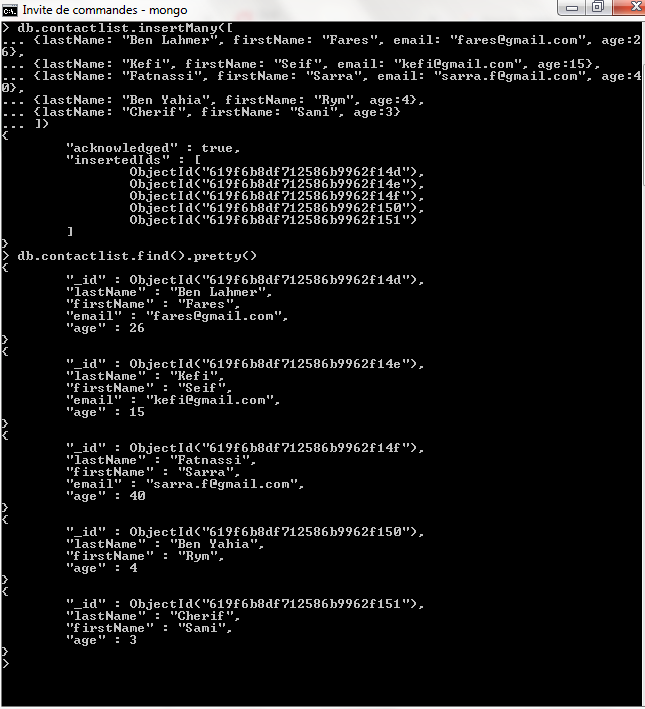 Invite de commandes - mongo
> db.contactlist.insertMany([
... {lastName: "Ben Lahmer", firstName: "Fares", email: "fares@gmail.com", age:2
6},
... {lastName: "Kefi", firstName: "Seif", email: "kefi@gmail.com", age:15},
... {lastName: "Fatnassi", firstName: "Sarra", email: "sarra.f@gmail.com", age:4
0},
... {lastName: "Ben Yahia", firstName: "Rym", age:4},
... {lastName: "Cherif", firstName: "Sami", age:3}
... ])
{
"acknowledged" : true,
"insertedIds" : [
ObjectId("619f6b8df712586b9962f14d"),
ObjectId("619f6b8df712586b9962f14e"),
ObjectId("619f6b8df712586b9962f14f"),
ObjectId("619f6b8df712586b9962f150"),
ObjectId("619f6b8df712586b9962f151")
]
}
> db.contactlist.find().pretty()
{
"_id" : ObjectId("619f6b8df712586b9962f14d"),
"lastName" : "Ben Lahmer",
"firstName" : "Fares",
"email" : "fares@gmail.com",
"age" : 26
}
{
"_id" : ObjectId("619f6b8df712586b9962f14e"),
"lastName" : "Kefi",
"firstName" : "Seif",
"email" : "kefi@gmail.com",
"age" : 15
}
{
"_id" : ObjectId("619f6b8df712586b9962f14f"),
"lastName" : "Fatnassi",
"firstName" : "Sarra",
"email" : "sarra.f@gmail.com",
"age" : 40
}
{
"_id" : ObjectId("619f6b8df712586b9962f150"),
"lastName" : "Ben Yahia",
"firstName" : "Rym",
"age" : 4
}
{
"_id" : ObjectId("619f6b8df712586b9962f151"),
"lastName" : "Cherif",
"firstName" : "Sami",
"age" : 3
}
>